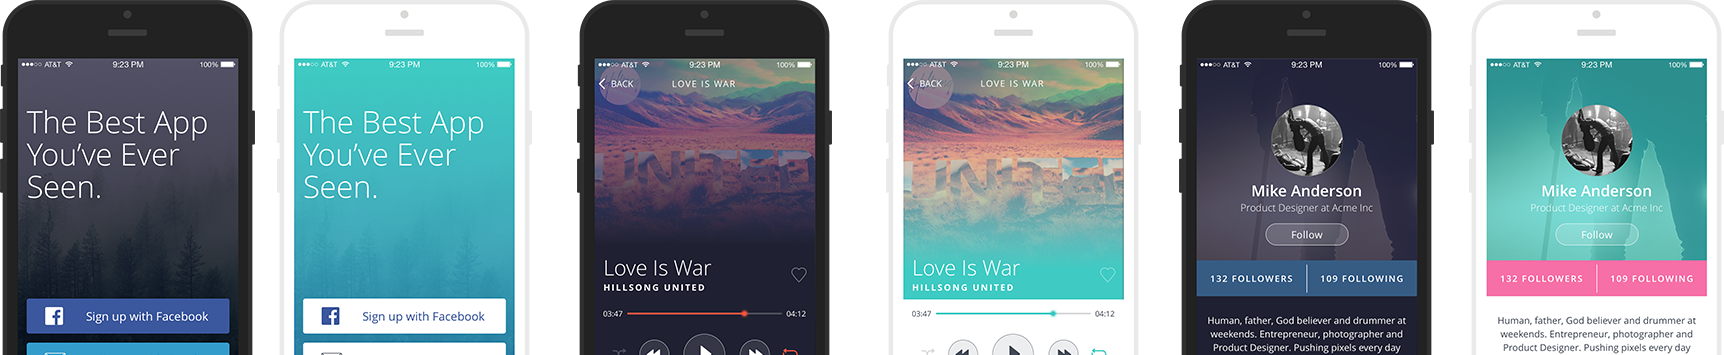 AT&T 9:23 PM 100%
The Best App
You've Ever
Seen.
Sign up with Facebook
AT&T 9:23 PM 100%
The Best App
You've Ever
Seen.
Sign up with Facebook
AT&T 9:23 PM 100%
BACK LOVE IS WAR
UNITED
Love Is War
HILLSONG UNITED
03:47 04:12
AT&T 9:23 PM 100%
BACK LOVE IS WAR
UNITED
Love Is War
HILLSONG UNITED
03:47 04:12
AT&T 9:23 PM 100%
Mike Anderson
Product Designer at Acme Inc
Follow
132 FOLLOWERS 109 FOLLOWING
Human, father, God believer and drummer at
weekends. Entrepreneur, photographer and
Product Designer. Pushing pixels every day
AT&T 9:23 PM 100%
Mike Anderson
Product Designer at Acme Inc
Follow
132 FOLLOWERS 109 FOLLOWING
Human, father, God believer and drummer at
weekends. Entrepreneur, photographer and
Product Designer. Pushing pixels every day